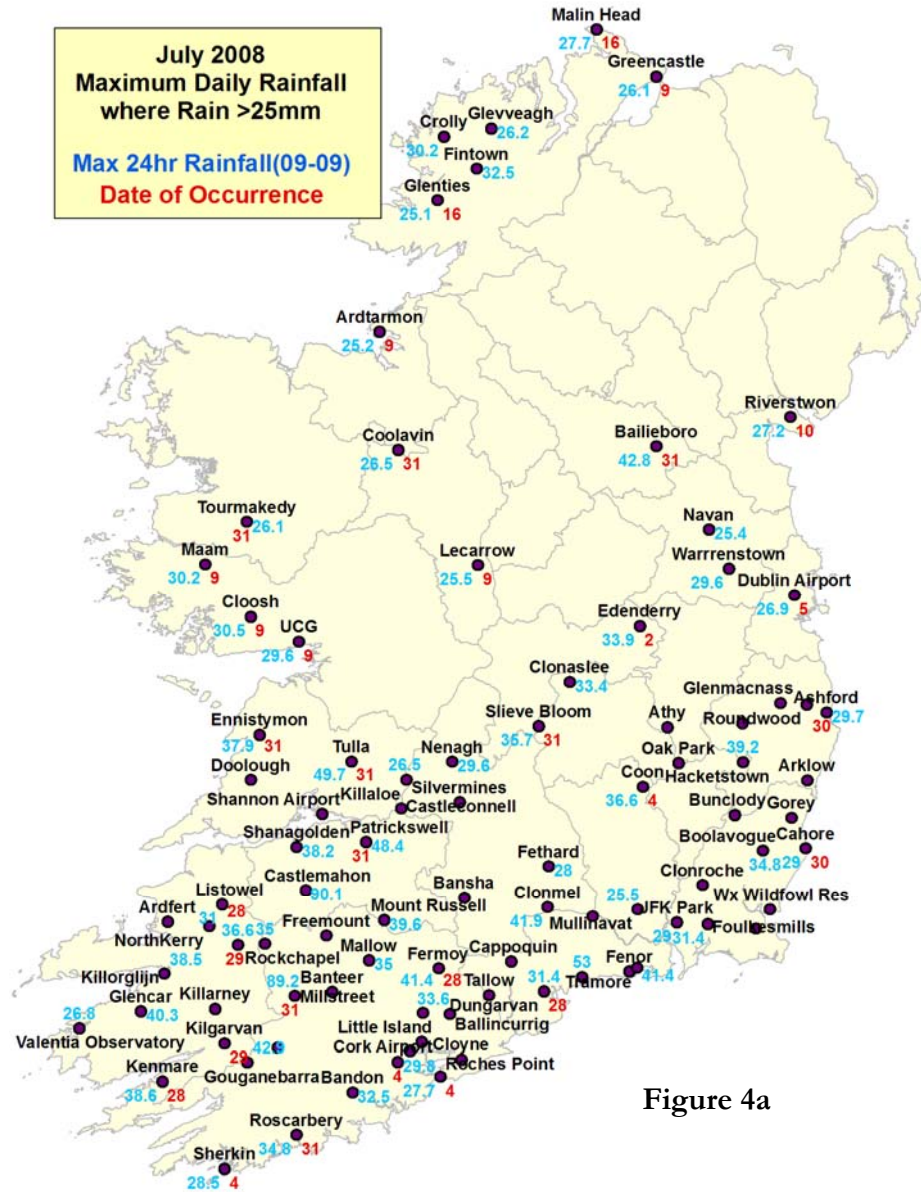 July 2008
Maximum Daily Rainfall
where Rain >25mm
Max 24hr Rainfall(09-09)
Date of Occurrence
Malin Head
27.7 16
Greencastle
26.1 9
Glevveagh
26.2
Crolly
30.2
Fintown
32.5
Glenties
25.1 16
Ardtarmon
25.2 9
Riverstwon
27.2 10
Coolavin
26.5 31
Bailieboro
42.8 31
Tourmakedy
31 26.1
Navan
25.4
Maam
30.2 9
Lecarrow
25.5 9
Warrrenstown
29.6
Dublin Airport
26.9 5
Cloosh
30.5 9
UCG
29.6 9
Edenderry
33.9 2
Clonaslee
33.4
Glenmacnass
Ashford
29.7
30
Roundwood
Slieve Bloom
35.7 31
Athy
Ennistymon
37.9 31
Tulla
49.7 31
Nenagh
26.5 29.6
Oak Park
39.2
Doolough
Killaloe
Silvermines
Coon
36.6 4
Hacketstown
Arklow
Shannon Airport
Castleconnell
Bunclody
Gorey
Shanagolden
38.2
Patrickswell
31 48.4
Boolavogue
34.8
Cahore
29 30
Fethard
28
Castlemahon
90.1
Clonroche
Bansha
Listowel
28
Clonmel
41.9
25.5
JFK Park
Wx Wildfowl Res
Ardfert
31
Mount Russell
39.6
Mullinavat
29 31.4
Foulkesmills
NorthKerry
36.6 35
29
Freemount
38.5
Rockchapel
Mallow
35
Fermoy
41.4 28
Cappoquin
53
Fenor
41.4
Killorglijn
Banteer
89.2
31
Millstreet
Tallow
31.4
28
Tramore
Glencar
40.3
Killarney
33.6
Dungarvan
26.8
Ballincurrig
Valentia Observatory
Kilgarvan
29
Little Island
Cork Airport
4
Cloyne
29.8
Roches Point
27.7 4
Kenmare
38.6 28
Gouganebarra
Bandon
32.5
Roscarbery
34.8 31
Sherkin
28.5 4
Figure 4a